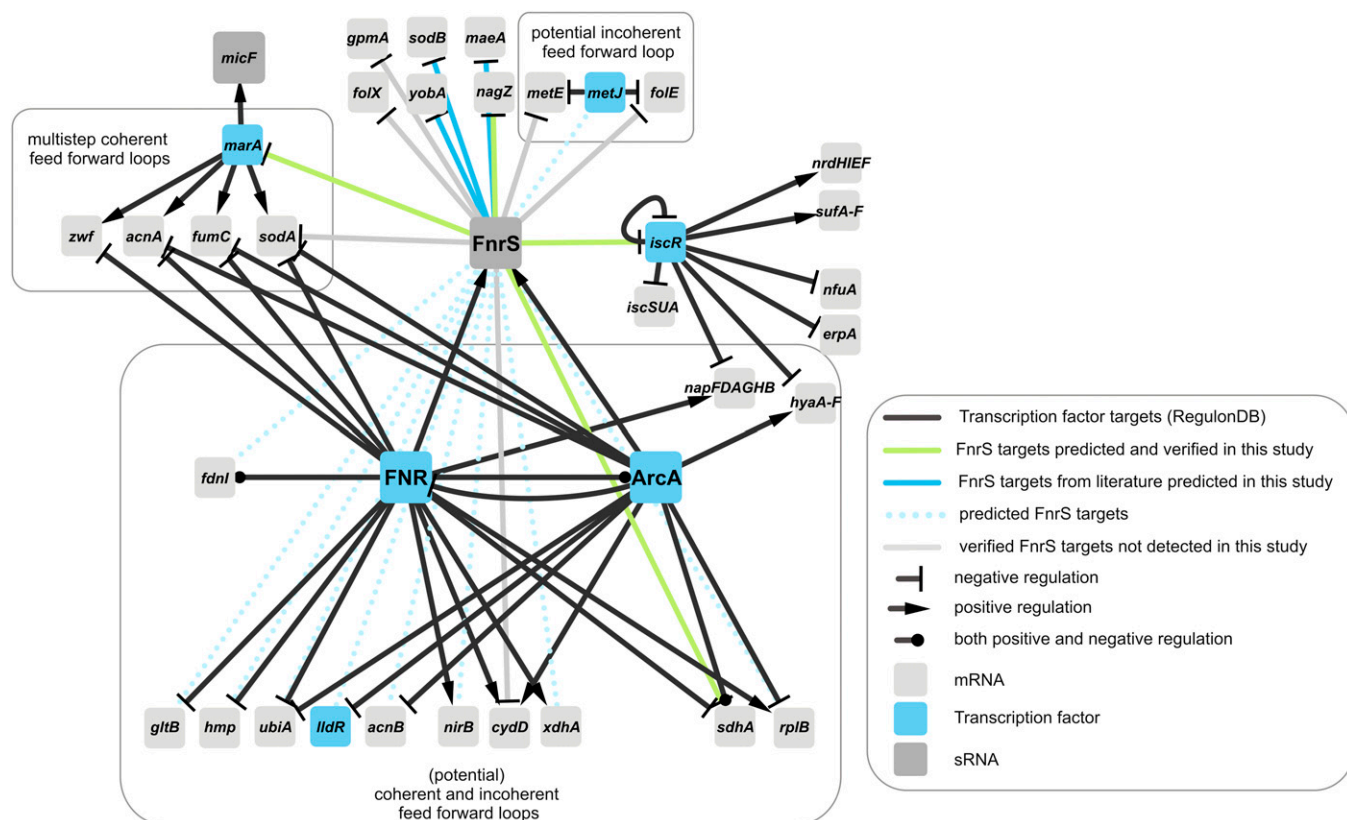 gpmA
sodB
maeA
potential incoherent
feed forward loop
micF
folX
yobA
nagZ
metE
metJ
folE
multistep coherent
feed forward loops
marA
nrdHIEF
sufA-F
zwf
acnA
fumC
sodA
FnrS
iscR
nfuA
iscSUA
erpA
napFDAGHB
hyaA-F
fdnI
FNR
ArcA
gltB
hmp
ubiA
lldR
acnB
nirB
cydD
xdhA
sdhA
rplB
(potential)
coherent and incoherent
feed forward loops
Transcription factor targets (RegulonDB)
FnrS targets predicted and verified in this study
FnrS targets from literature predicted in this study
predicted FnrS targets
verified FnrS targets not detected in this study
negative regulation
positive regulation
both positive and negative regulation
mRNA
Transcription factor
sRNA